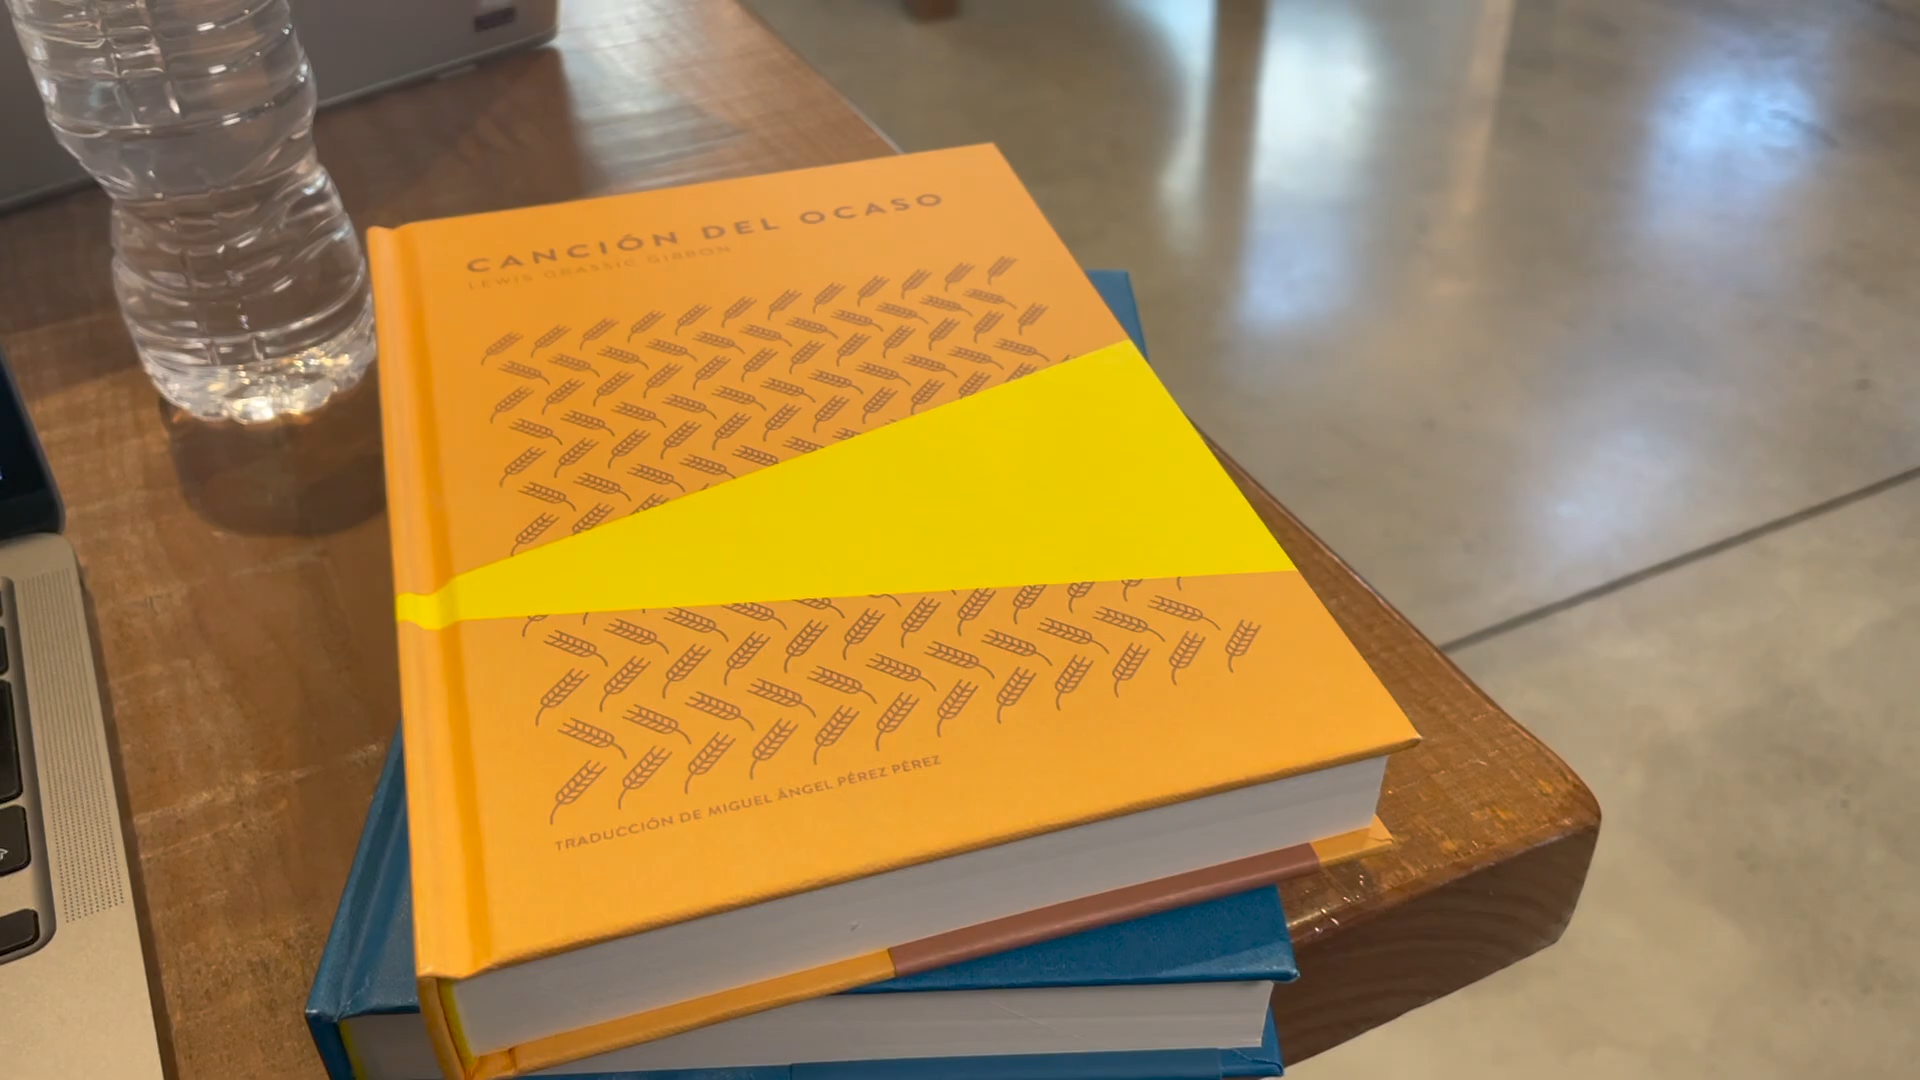 CANCIÓN DEL OCASO
LEWIS GRASSIC GIBBON
TRADUCCIÓN DE MIGUEL ÁNGEL PÉREZ PÉREZ